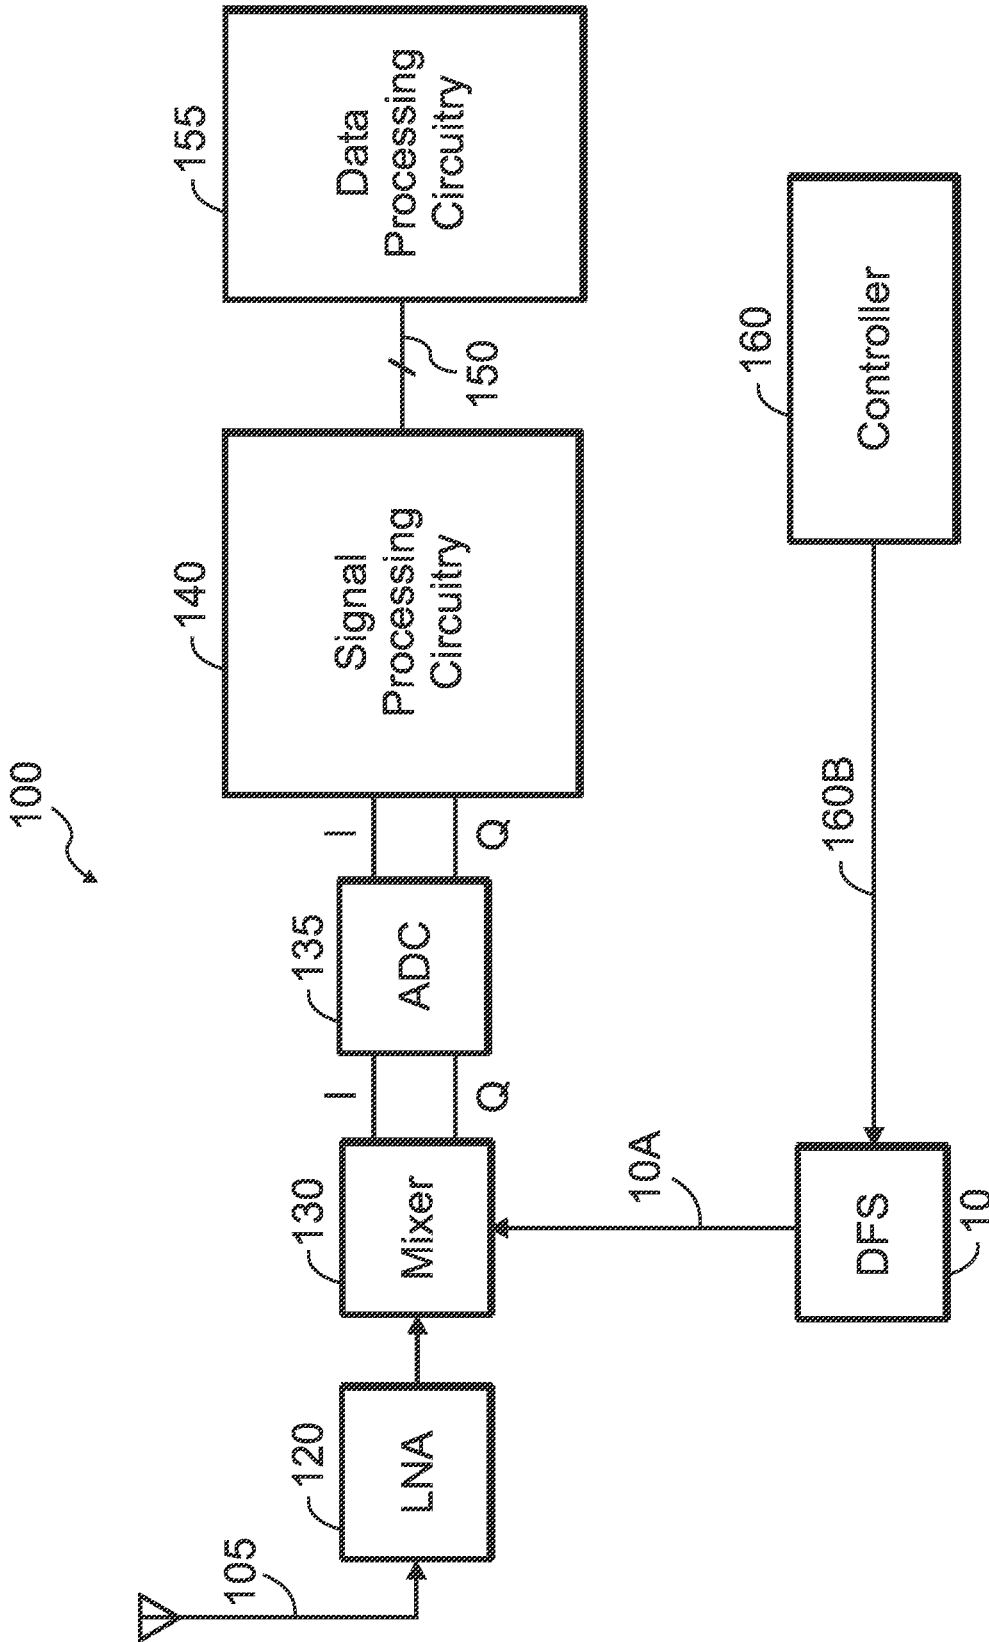 100
105
120
LNA
130
Mixer
I
Q
135
ADC
I
Q
140
Signal
Processing
Circuitry
150
155
Data
Processing
Circuitry
10A
DFS
10
160B
160
Controller